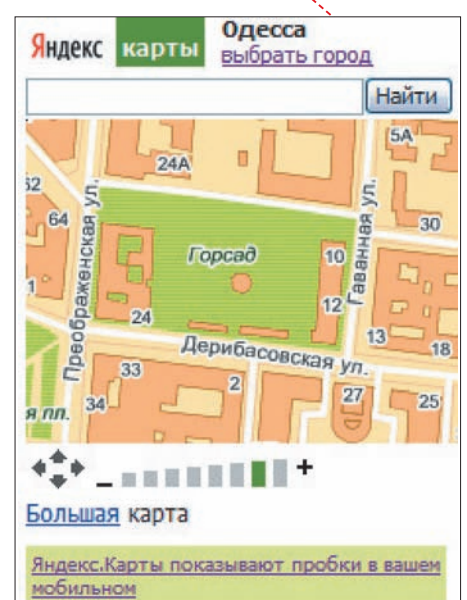 Яндекс карты Одесса
выбрать город
Найти
5А
24А
62
64
30
Преображенская ул.
Горсад
Гаванная ул.
10
1
12
24
Дерибасовская ул.
13
18
33
2
27
34
25
я пл.
– +
Большая карта
Яндекс.Карты показывают пробки в вашем
мобильном